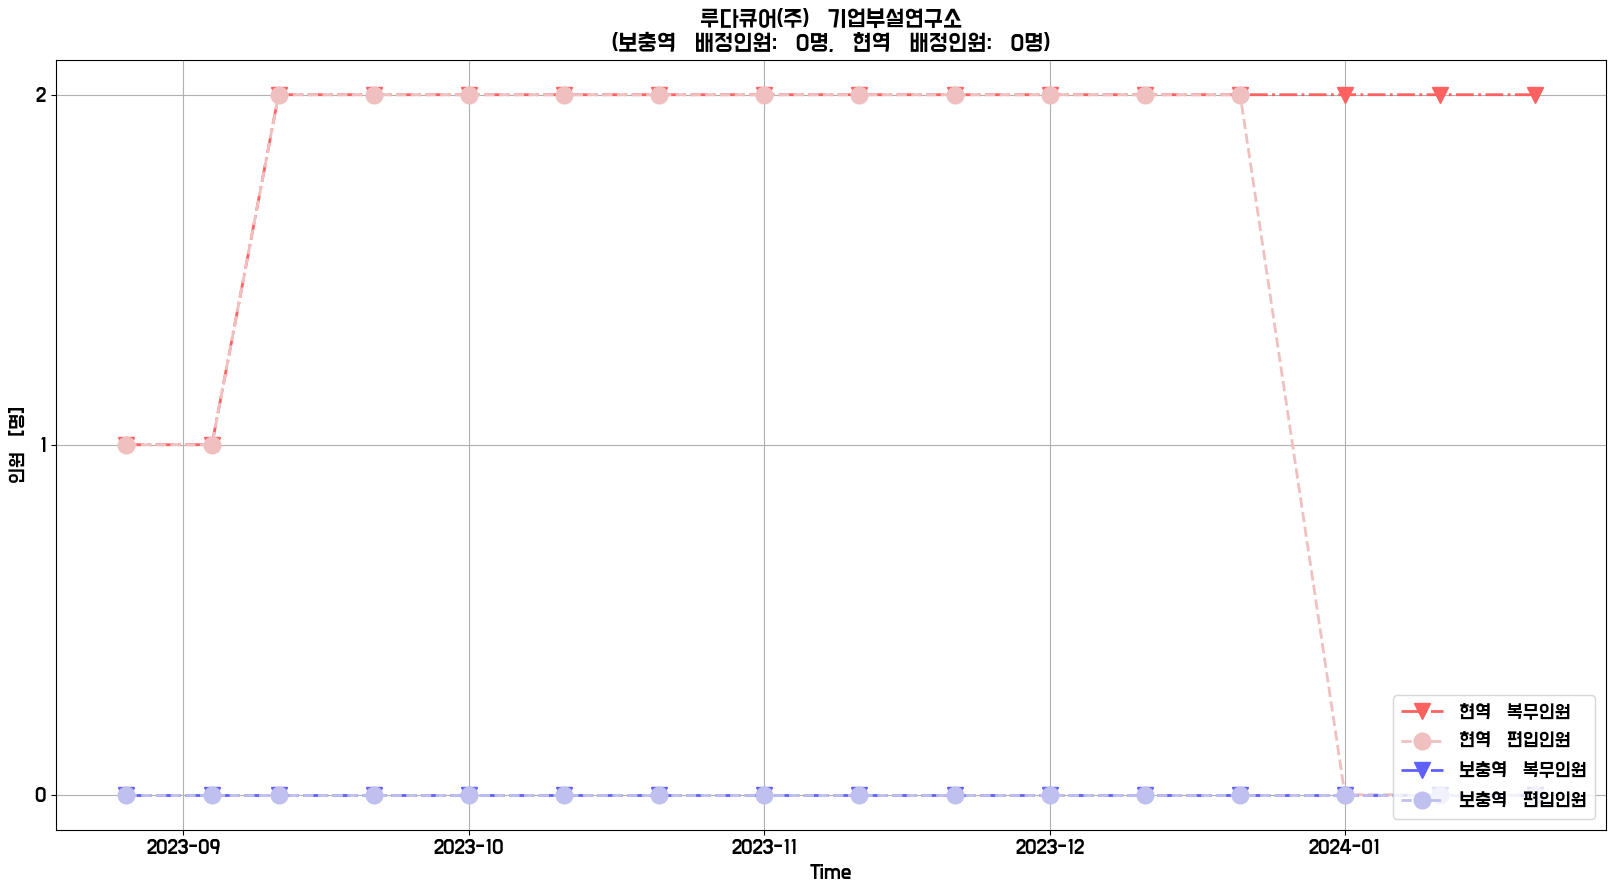 루다큐어(주) 기업부설연구소
(보충역 배정인원: 0명, 현역 배정인원: 0명)
인원 [명]
2
1
0
2023-09
2023-10
2023-11
2023-12
2024-01
Time
현역 복무인원
현역 편입인원
보충역 복무인원
보충역 편입인원